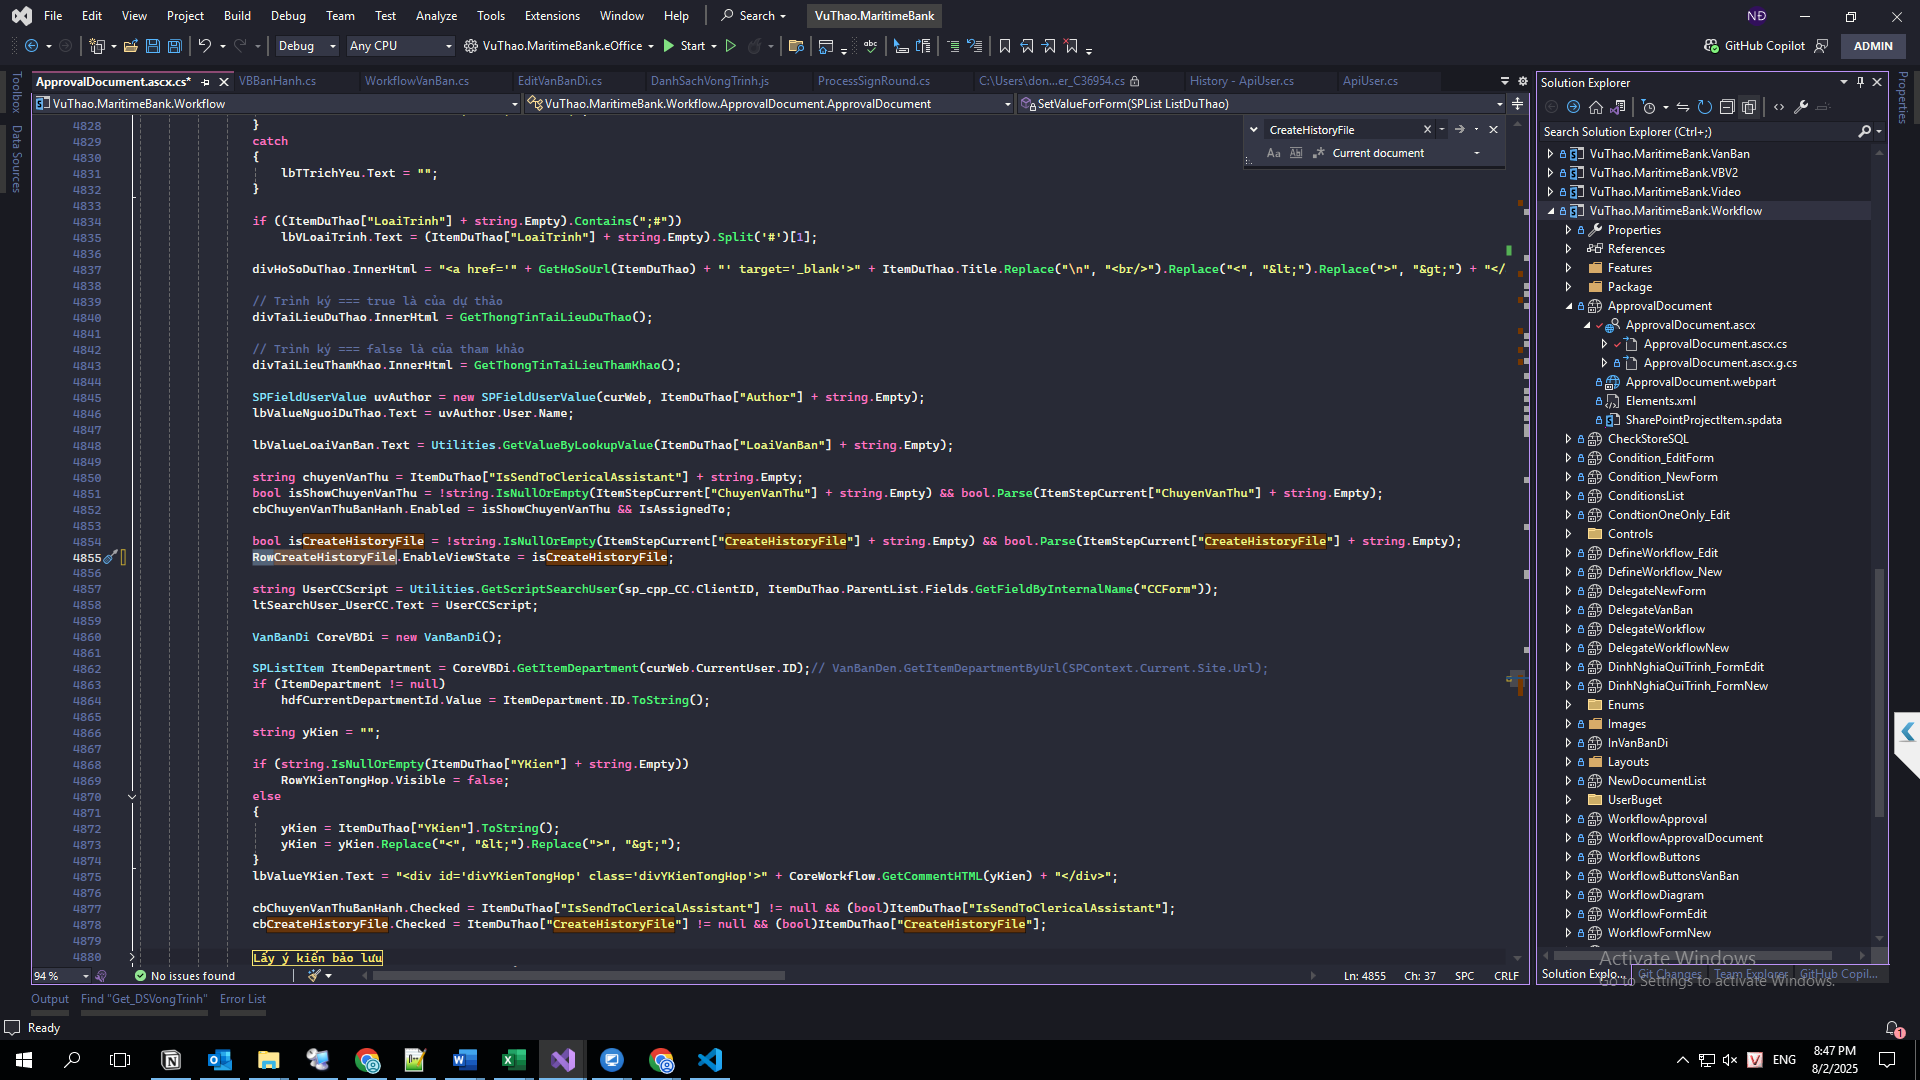 File Edit View Project Build Debug Team Test Analyze Tools Extensions Window Help Search VuThao.MaritimeBank NĐ
Debug Any CPU VuThao.MaritimeBank.eOffice Start GitHub Copilot ADMIN
ApprovalDocument.ascx.cs* VBBanHanh.cs WorkflowVanBan.cs EditVanBanDi.cs DanhSachVongTrinh.js ProcessSignRound.cs C:\Users\don...er_C36954.cs History - ApiUser.cs ApiUser.cs
VuThao.MaritimeBank.Workflow VuThao.MaritimeBank.Workflow.ApprovalDocument.ApprovalDocument SetValueForForm(SPList ListDuThao)
Toolbox
Data Sources
CreateHistoryFile
Aa Current document
4828 }
4829 catch
4830 {
4831 lbTTrichYeu.Text = "";
4832 }
4833
4834 if ((ItemDuThao["LoaiTrinh"] + string.Empty).Contains(";#"))
4835 lbVLoaiTrinh.Text = (ItemDuThao["LoaiTrinh"] + string.Empty).Split('#')[1];
4836
4837 divHoSoDuThao.InnerHtml = "<a href='" + GetHoSoUrl(ItemDuThao) + "' target='_blank'>" + ItemDuThao.Title.Replace("\n", "<br/>").Replace("<", "&lt;").Replace(">", "&gt;") + "</
4838
4839 // Trình ký === true là của dự thảo
4840 divTaiLieuDuThao.InnerHtml = GetThongTinTaiLieuDuThao();
4841
4842 // Trình ký === false là của tham khảo
4843 divTaiLieuThamKhao.InnerHtml = GetThongTinTaiLieuThamKhao();
4844
4845 SPFieldUserValue uvAuthor = new SPFieldUserValue(curWeb, ItemDuThao["Author"] + string.Empty);
4846 lbValueNguoiDuThao.Text = uvAuthor.User.Name;
4847
4848 lbValueLoaiVanBan.Text = Utilities.GetValueByLookupValue(ItemDuThao["LoaiVanBan"] + string.Empty);
4849
4850 string chuyenVanThu = ItemDuThao["IsSendToClericalAssistant"] + string.Empty;
4851 bool isShowChuyenVanThu = !string.IsNullOrEmpty(ItemStepCurrent["ChuyenVanThu"] + string.Empty) && bool.Parse(ItemStepCurrent["ChuyenVanThu"] + string.Empty);
4852 cbChuyenVanThuBanHanh.Enabled = isShowChuyenVanThu && IsAssignedTo;
4853
4854 bool isCreateHistoryFile = !string.IsNullOrEmpty(ItemStepCurrent["CreateHistoryFile"] + string.Empty) && bool.Parse(ItemStepCurrent["CreateHistoryFile"] + string.Empty);
4855 RowCreateHistoryFile.EnableViewState = isCreateHistoryFile;
4856
4857 string UserCCScript = Utilities.GetScriptSearchUser(sp_cpp_CC.ClientID, ItemDuThao.ParentList.Fields.GetFieldByInternalName("CCForm"));
4858 ltSearchUser_UserCC.Text = UserCCScript;
4859
4860 VanBanDi CoreVBDi = new VanBanDi();
4861
4862 SPListItem ItemDepartment = CoreVBDi.GetItemDepartment(curWeb.CurrentUser.ID);// VanBanDen.GetItemDepartmentByUrl(SPContext.Current.Site.Url);
4863 if (ItemDepartment != null)
4864 hdfCurrentDepartmentId.Value = ItemDepartment.ID.ToString();
4865
4866 string yKien = "";
4867
4868 if (string.IsNullOrEmpty(ItemDuThao["YKien"] + string.Empty))
4869 RowYKienTongHop.Visible = false;
4870 else
4871 {
4872 yKien = ItemDuThao["YKien"].ToString();
4873 yKien = yKien.Replace("<", "&lt;").Replace(">", "&gt;");
4874 }
4875 lbValueYKien.Text = "<div id='divYKienTongHop' class='divYKienTongHop'>" + CoreWorkflow.GetCommentHTML(yKien) + "</div>";
4876
4877 cbChuyenVanThuBanHanh.Checked = ItemDuThao["IsSendToClericalAssistant"] != null && (bool)ItemDuThao["IsSendToClericalAssistant"];
4878 cbCreateHistoryFile.Checked = ItemDuThao["CreateHistoryFile"] != null && (bool)ItemDuThao["CreateHistoryFile"];
4879
4880 Lấy ý kiến bảo lưu
94 % No issues found Ln: 4855 Ch: 37 SPC CRLF
Output Find "Get_DSVongTrinh" Error List
Ready
Solution Explorer
Search Solution Explorer (Ctrl+;)
VuThao.MaritimeBank.VanBan
VuThao.MaritimeBank.VBV2
VuThao.MaritimeBank.Video
VuThao.MaritimeBank.Workflow
Properties
References
Features
Package
ApprovalDocument
ApprovalDocument.ascx
ApprovalDocument.ascx.cs
ApprovalDocument.ascx.g.cs
ApprovalDocument.webpart
Elements.xml
SharePointProjectItem.spdata
CheckStoreSQL
Condition_EditForm
Condition_NewForm
ConditionsList
CondtionOneOnly_Edit
Controls
DefineWorkflow_Edit
DefineWorkflow_New
DelegateNewForm
DelegateVanBan
DelegateWorkflow
DelegateWorkflowNew
DinhNghiaQuiTrinh_FormEdit
DinhNghiaQuiTrinh_FormNew
Enums
Images
InVanBanDi
Layouts
NewDocumentList
UserBuget
WorkflowApproval
WorkflowApprovalDocument
WorkflowButtons
WorkflowButtonsVanBan
WorkflowDiagram
WorkflowFormEdit
WorkflowFormNew
Solution Explo... Git Changes Team Explorer GitHub Copil...
Properties
Activate Windows
Go to Settings to activate Windows.
ENG 8:47 PM
8/2/2025